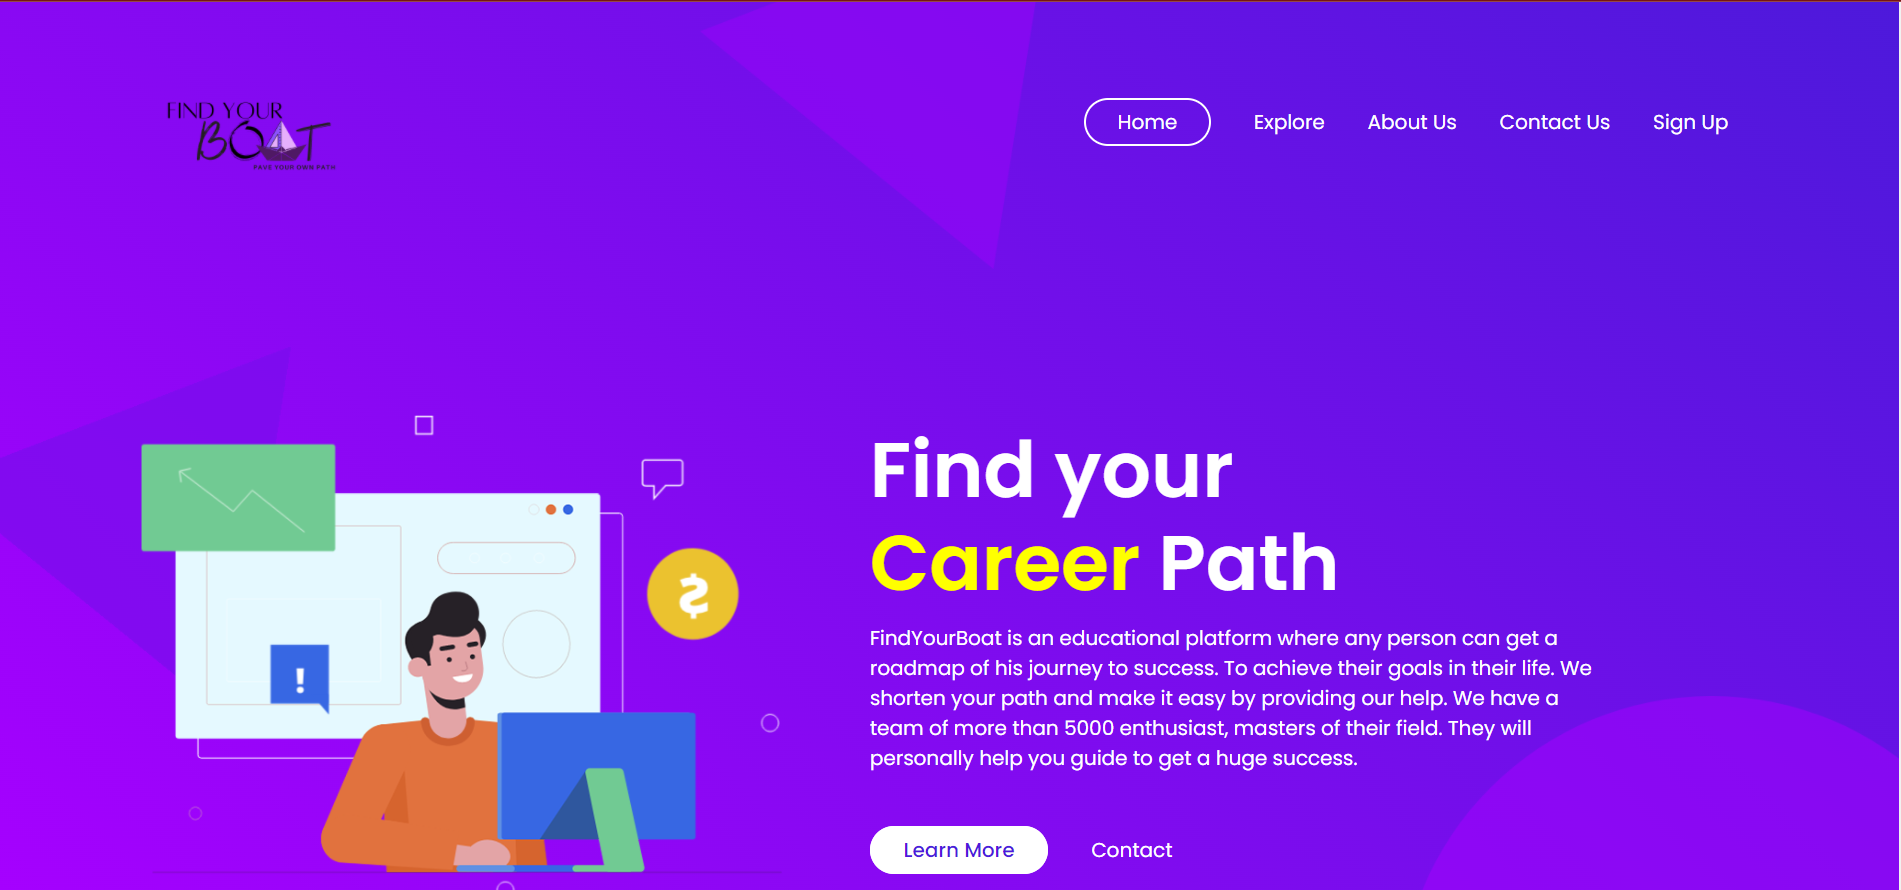 FIND YOUR
BOAT
PAVE YOUR OWN PATH
Home
Explore
About Us
Contact Us
Sign Up
Find your
Career Path
FindYourBoat is an educational platform where any person can get a
roadmap of his journey to success. To achieve their goals in their life. We
shorten your path and make it easy by providing our help. We have a
team of more than 5000 enthusiast, masters of their field. They will
personally help you guide to get a huge success.
Learn More
Contact
!
$